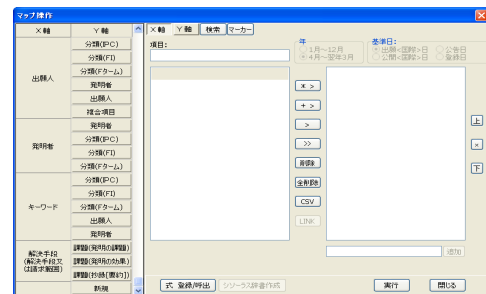 マップ操作
X軸
Y軸
X軸 Y軸 検索 マーカー
出願人
分類(IPC)
分類(FI)
分類(Fターム)
発明者
出願人
複合項目
発明者
発明者
分類(IPC)
分類(FI)
分類(Fターム)
キーワード
分類(IPC)
分類(FI)
分類(Fターム)
出願人
発明者
解決手段
(解決手段又
は請求範囲)
課題(発明の課題)
課題(発明の効果)
課題(抄録[要約])
新規
項目:
年
1月~12月
4月~翌年3月
基準日:
出願<国際>日 公告日
公開<国際>日 登録日
* >
+ >
>
>>
削除
全削除
CSV
LINK
上
×
下
追加
式 登録/呼出 シソーラス辞書作成 実行 閉じる